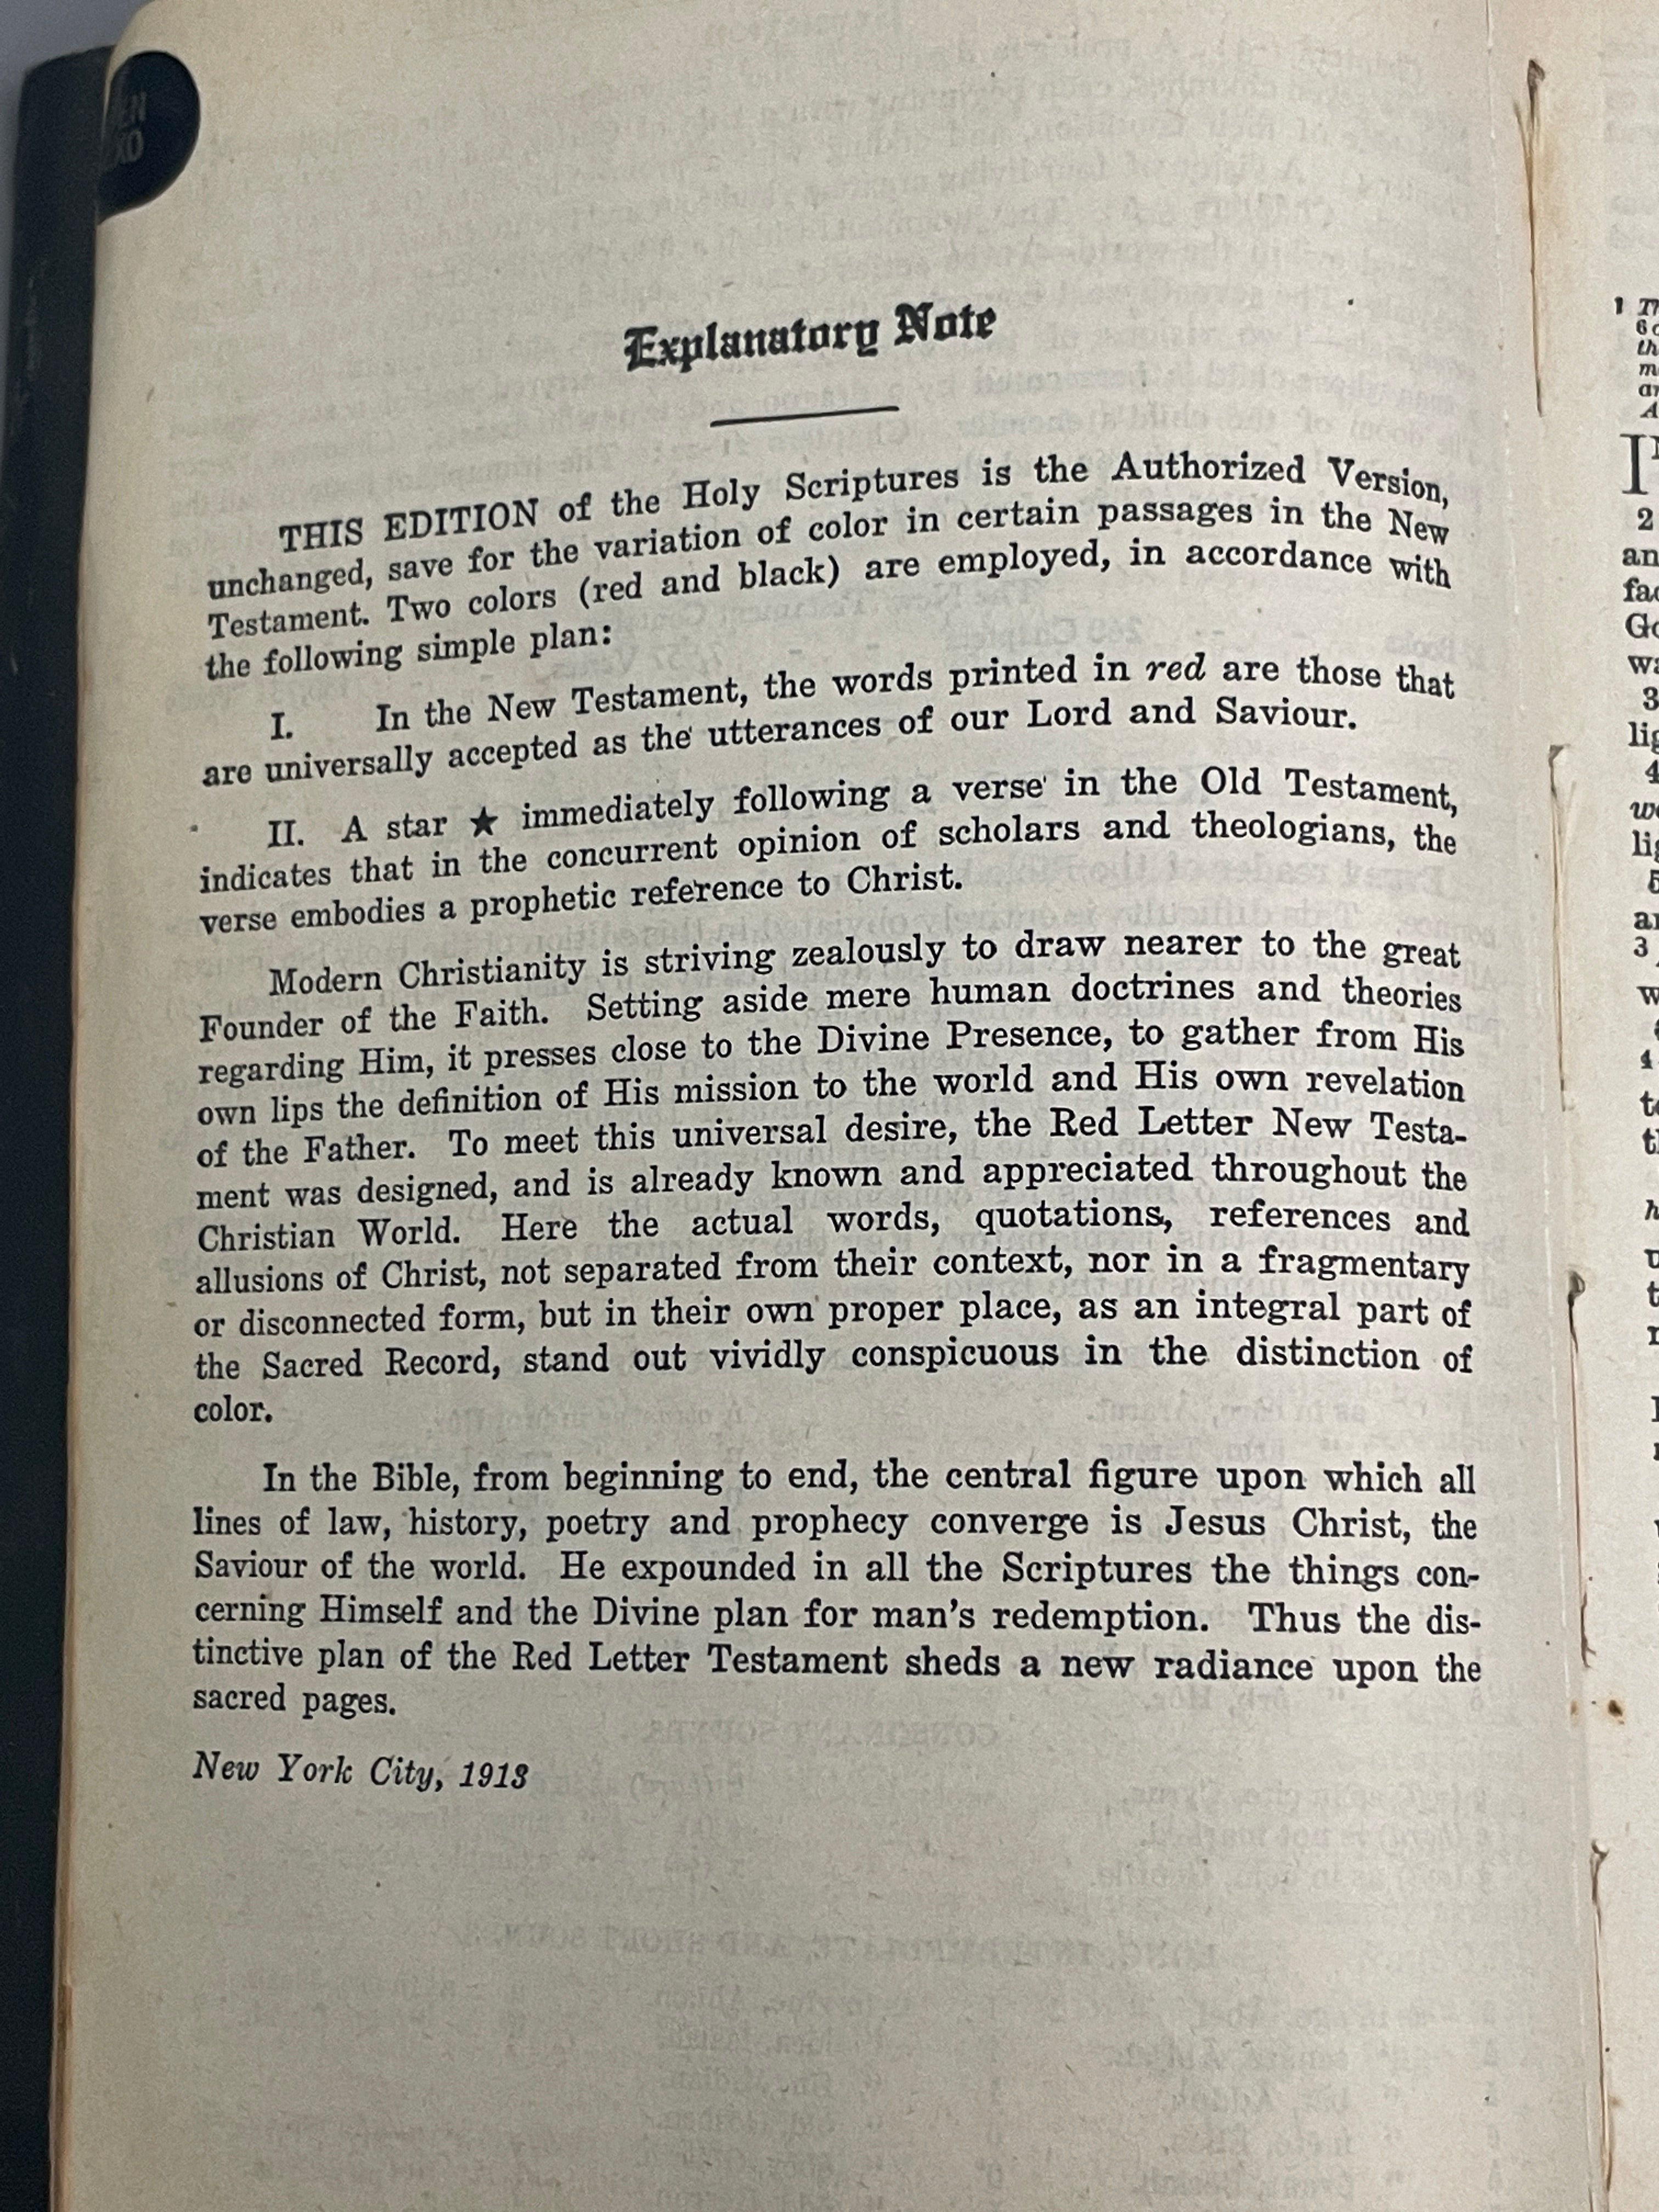 EN
XO
Explanatory Note
THIS EDITION of the Holy Scriptures is the Authorized Version,
unchanged, save for the variation of color in certain passages in the New
Testament. Two colors (red and black) are employed, in accordance with
the following simple plan:
I. In the New Testament, the words printed in red are those that
are universally accepted as the utterances of our Lord and Saviour.
II. A star ★ immediately following a verse in the Old Testament,
indicates that in the concurrent opinion of scholars and theologians, the
verse embodies a prophetic reference to Christ.
Modern Christianity is striving zealously to draw nearer to the great
Founder of the Faith. Setting aside mere human doctrines and theories
regarding Him, it presses close to the Divine Presence, to gather from His
own lips the definition of His mission to the world and His own revelation
of the Father. To meet this universal desire, the Red Letter New Testa-
ment was designed, and is already known and appreciated throughout the
Christian World. Here the actual words, quotations, references and
allusions of Christ, not separated from their context, nor in a fragmentary
or disconnected form, but in their own proper place, as an integral part of
the Sacred Record, stand out vividly conspicuous in the distinction of
color.
In the Bible, from beginning to end, the central figure upon which all
lines of law, history, poetry and prophecy converge is Jesus Christ, the
Saviour of the world. He expounded in all the Scriptures the things con-
cerning Himself and the Divine plan for man's redemption. Thus the dis-
tinctive plan of the Red Letter Testament sheds a new radiance upon the
sacred pages.
New York City, 1913